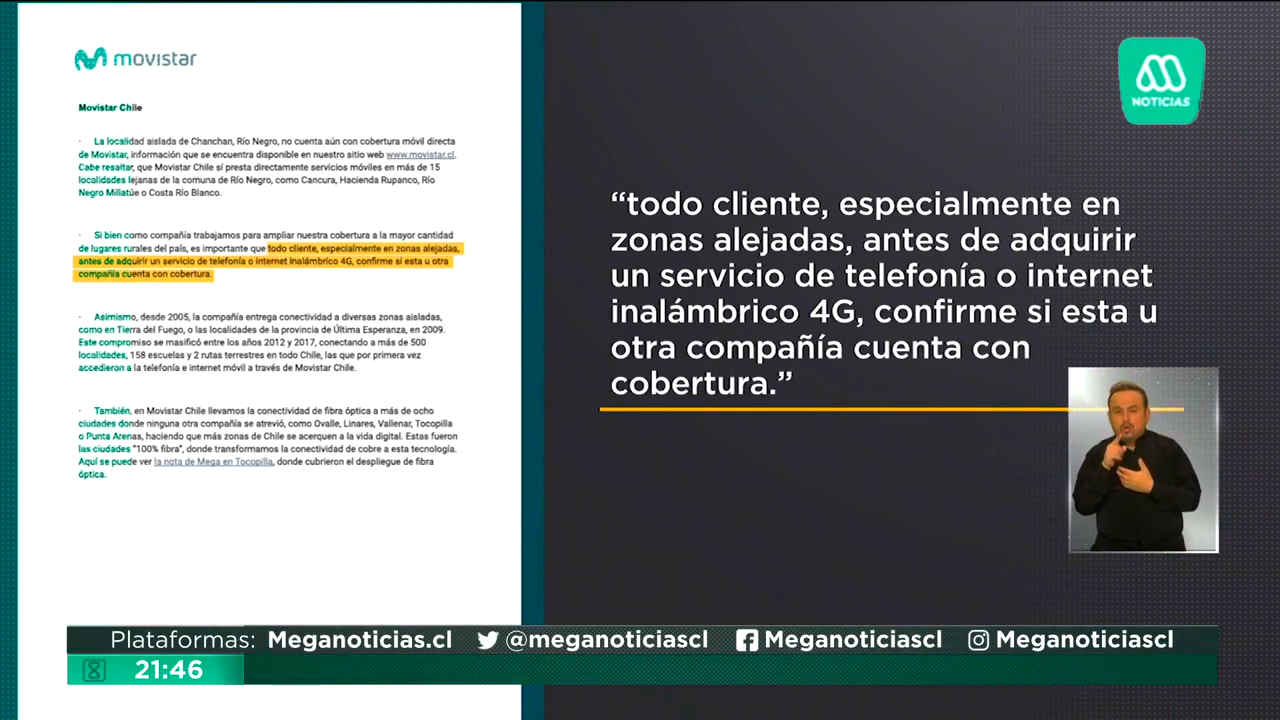 movistar
Movistar Chile
· La localidad aislada de Chanchan, Río Negro, no cuenta aún con cobertura móvil directa
de Movistar, información que se encuentra disponible en nuestro sitio web www.movistar.cl.
Cabe resaltar, que Movistar Chile sí presta directamente servicios móviles en más de 15
localidades lejanas de la comuna de Río Negro, como Cancura, Hacienda Rupanco, Río
Negro Millatúe o Costa Río Blanco.
· Si bien como compañía trabajamos para ampliar nuestra cobertura a la mayor cantidad
de lugares rurales del país, es importante que todo cliente, especialmente en zonas alejadas,
antes de adquirir un servicio de telefonía o internet inalámbrico 4G, confirme si esta u otra
compañía cuenta con cobertura.
· Asimismo, desde 2005, la compañía entrega conectividad a diversas zonas aisladas,
como en Tierra del Fuego, o las localidades de la provincia de Última Esperanza, en 2009.
Este compromiso se masificó entre los años 2012 y 2017, conectando a más de 500
localidades, 158 escuelas y 2 rutas terrestres en todo Chile, las que por primera vez
accedieron a la telefonía e internet móvil a través de Movistar Chile.
· También, en Movistar Chile llevamos la conectividad de fibra óptica a más de ocho
ciudades donde ninguna otra compañía se atrevió, como Ovalle, Linares, Vallenar, Tocopilla
o Punta Arenas, haciendo que más zonas de Chile se acerquen a la vida digital. Estas fueron
las ciudades "100% fibra", donde transformamos la conectividad de cobre a esta tecnología.
Aquí se puede ver la nota de Mega en Tocopilla, donde cubrieron el despliegue de fibra
óptica.
NOTICIAS
“todo cliente, especialmente en
zonas alejadas, antes de adquirir
un servicio de telefonía o internet
inalámbrico 4G, confirme si esta u
otra compañía cuenta con
cobertura.”
Plataformas: Meganoticias.cl @meganoticiascl Meganoticiascl Meganoticiascl
21:46